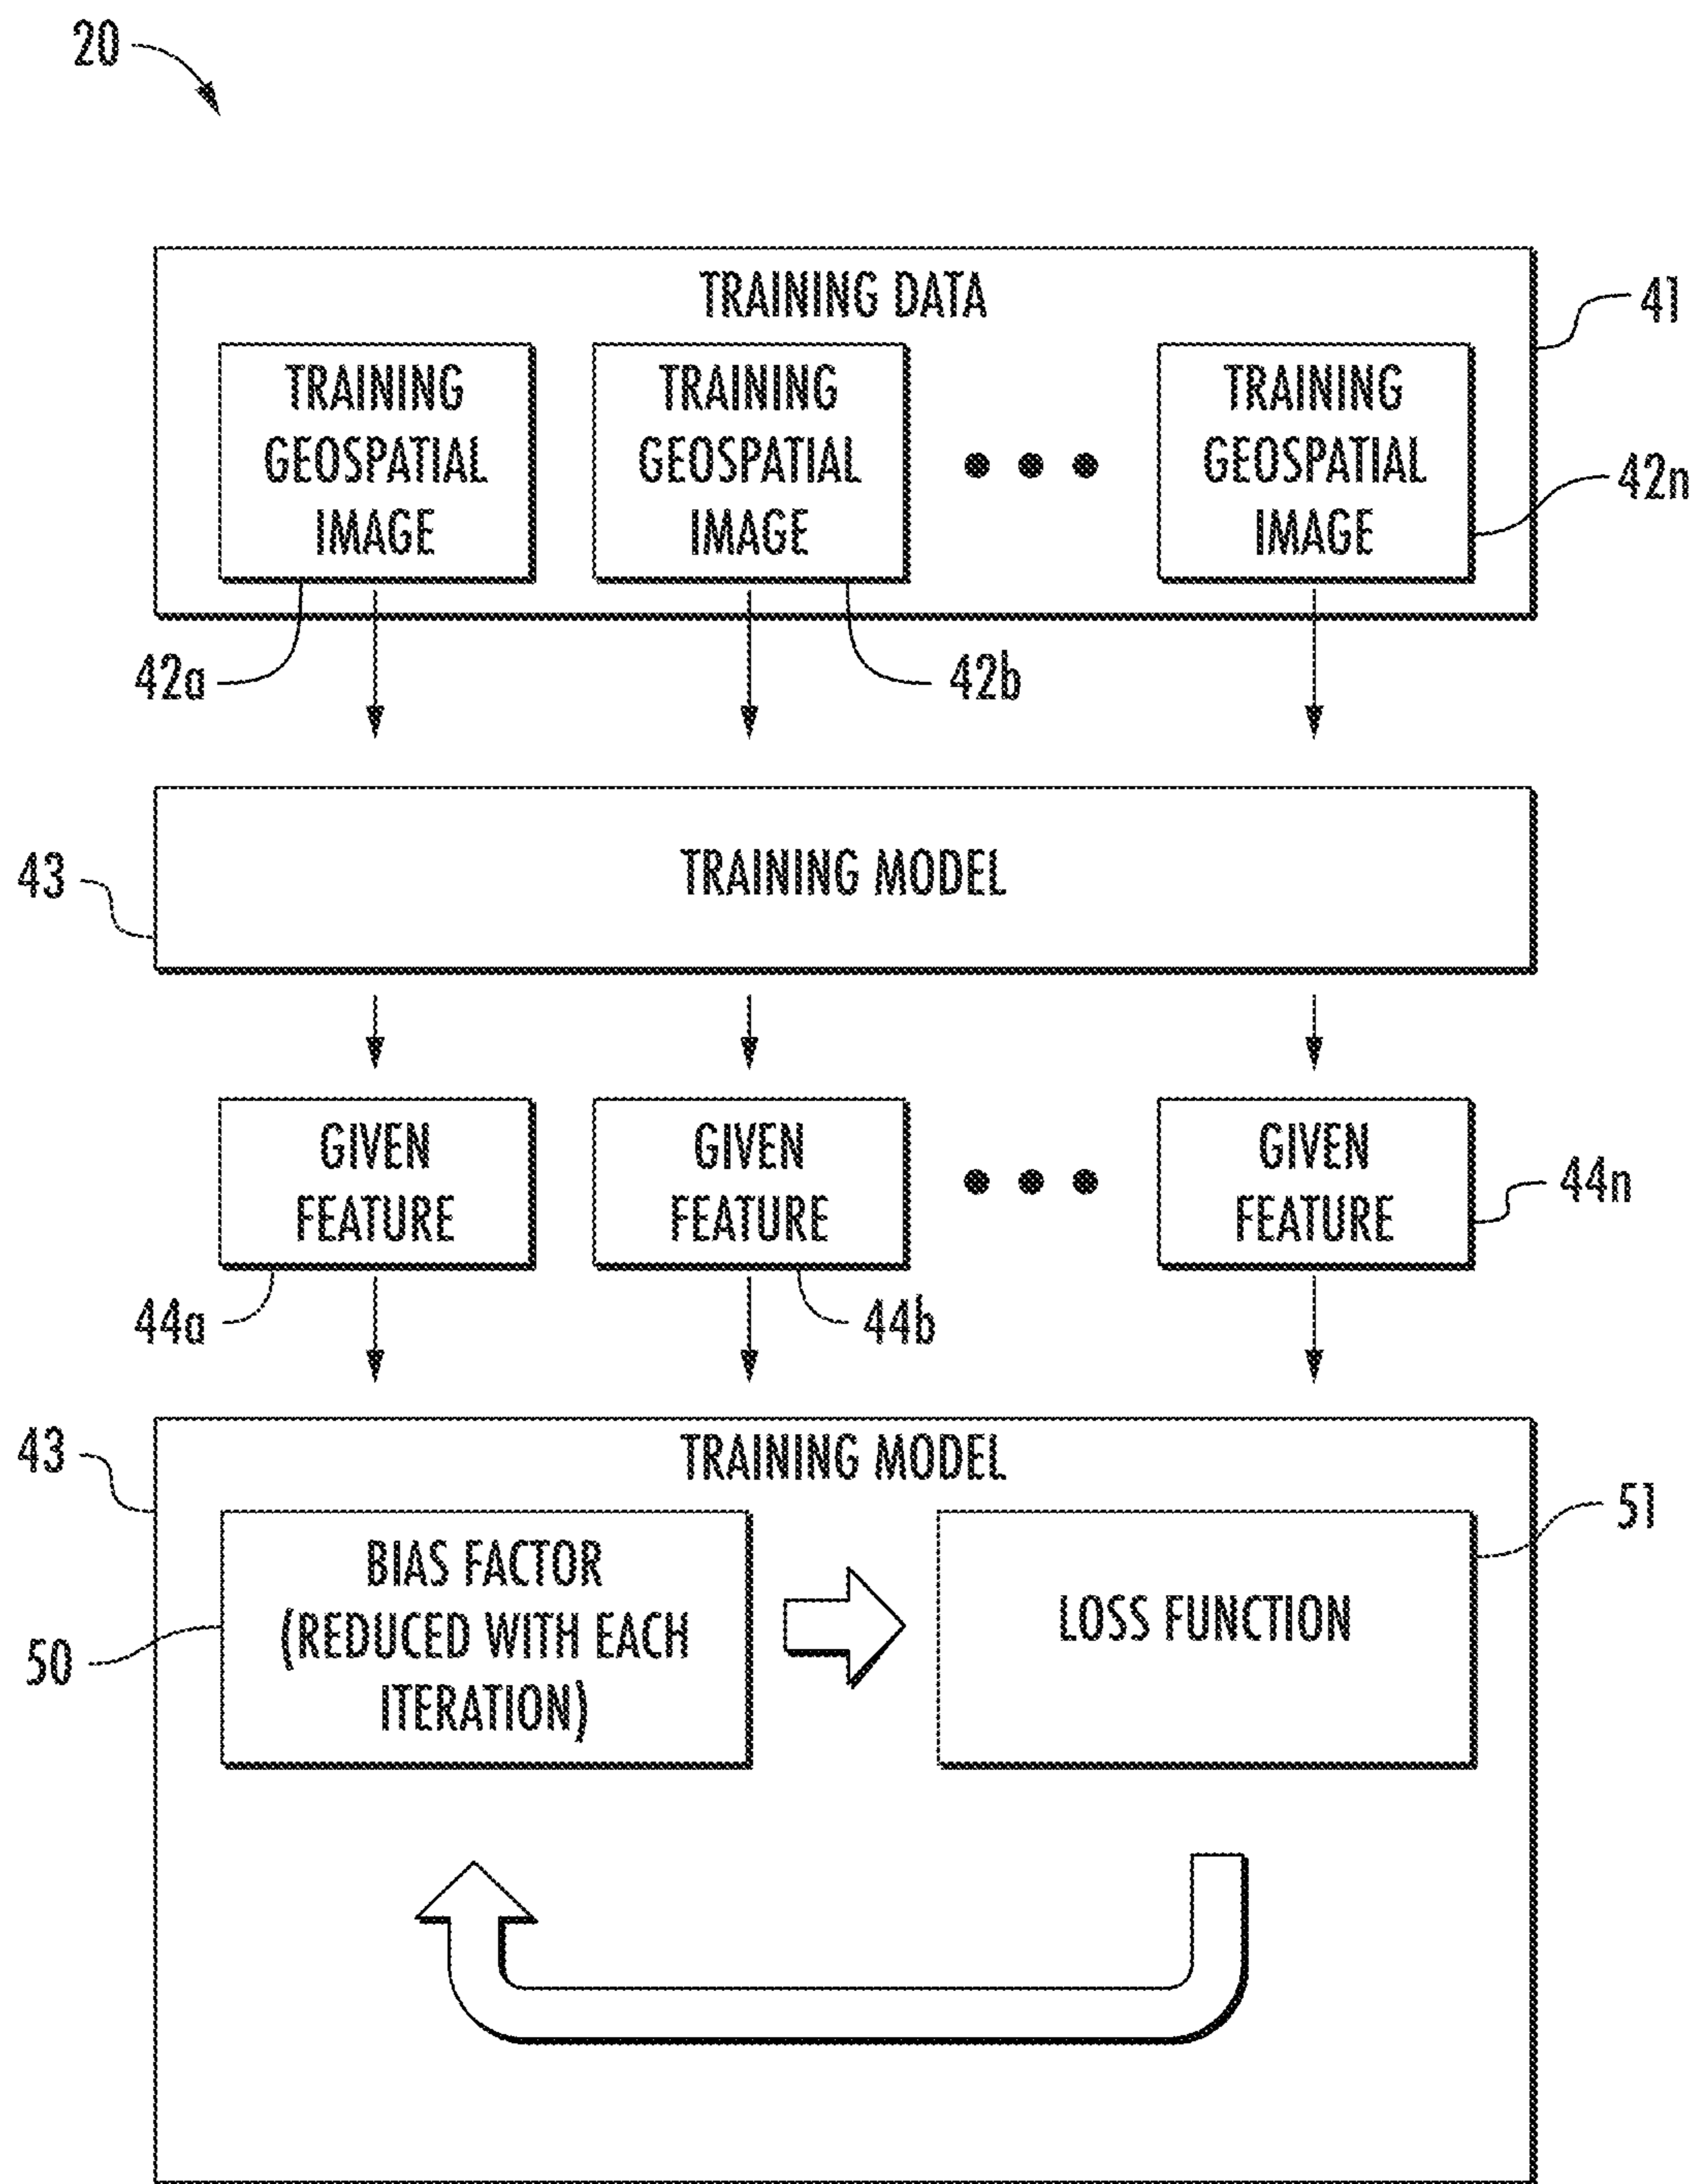 20
TRAINING DATA
41
TRAINING
GEOSPATIAL
IMAGE
TRAINING
GEOSPATIAL
IMAGE
TRAINING
GEOSPATIAL
IMAGE
42n
42a
42b
43
TRAINING MODEL
GIVEN
FEATURE
GIVEN
FEATURE
GIVEN
FEATURE
44n
44a
44b
43
TRAINING MODEL
51
BIAS FACTOR
(REDUCED WITH EACH
ITERATION)
50
LOSS FUNCTION